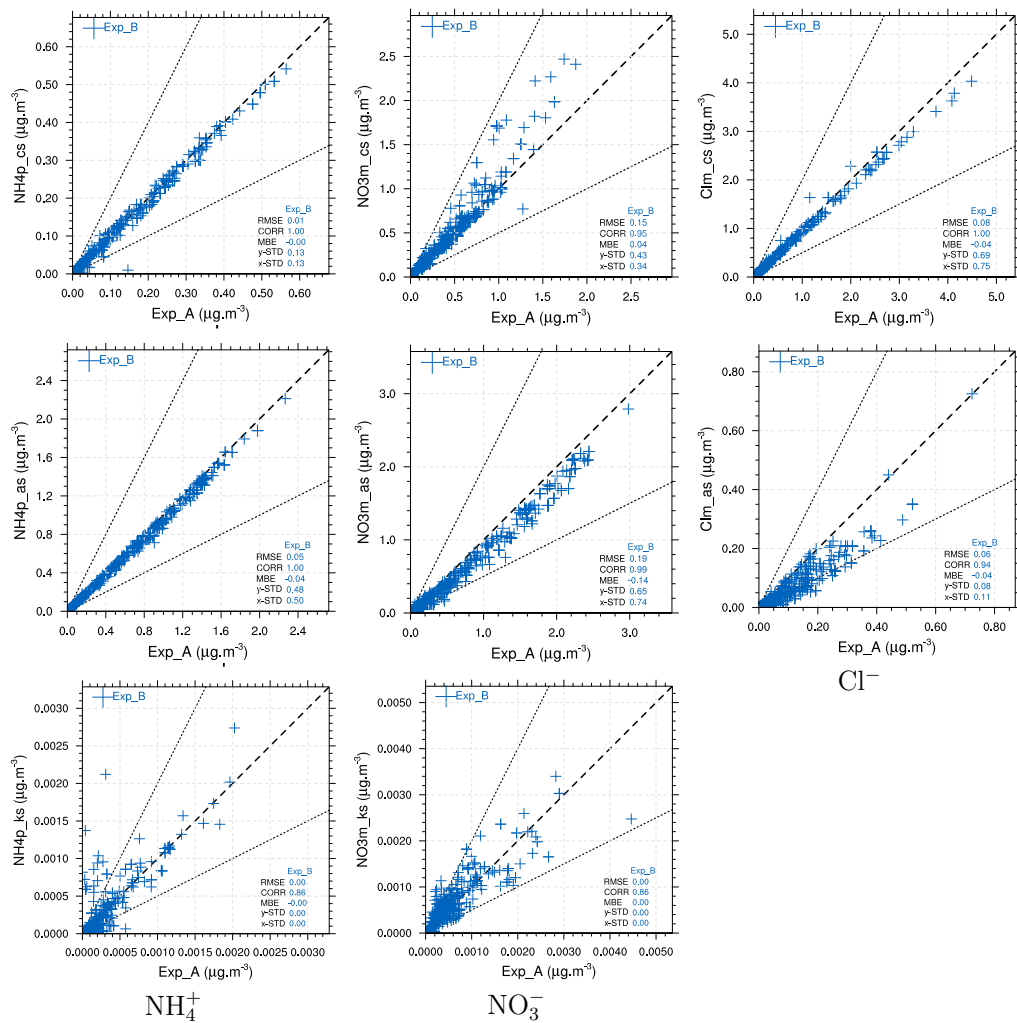 Exp_B
NH4p_cs (µg.m⁻³)
0.60
0.50
0.40
0.30
0.20
0.10
0.00
Exp_B
RMSE 0.01
CORR 1.00
MBE -0.00
y-STD 0.13
x-STD 0.13
0.00 0.10 0.20 0.30 0.40 0.50 0.60
Exp_A (µg.m⁻³)
Exp_B
NO3m_cs (µg.m⁻³)
2.5
2.0
1.5
1.0
0.5
0.0
Exp_B
RMSE 0.15
CORR 0.95
MBE 0.04
y-STD 0.43
x-STD 0.34
0.0 0.5 1.0 1.5 2.0 2.5
Exp_A (µg.m⁻³)
Exp_B
Clm_cs (µg.m⁻³)
5.0
4.0
3.0
2.0
1.0
0.0
Exp_B
RMSE 0.08
CORR 1.00
MBE -0.04
y-STD 0.69
x-STD 0.75
0.0 1.0 2.0 3.0 4.0 5.0
Exp_A (µg.m⁻³)
Exp_B
NH4p_as (µg.m⁻³)
2.4
2.0
1.6
1.2
0.8
0.4
0.0
Exp_B
RMSE 0.05
CORR 1.00
MBE -0.04
y-STD 0.48
x-STD 0.50
0.0 0.4 0.8 1.2 1.6 2.0 2.4
Exp_A (µg.m⁻³)
Exp_B
NO3m_as (µg.m⁻³)
3.0
2.0
1.0
0.0
Exp_B
RMSE 0.19
CORR 0.99
MBE -0.14
y-STD 0.65
x-STD 0.74
0.0 1.0 2.0 3.0
Exp_A (µg.m⁻³)
Exp_B
Clm_as (µg.m⁻³)
0.80
0.60
0.40
0.20
0.00
Exp_B
RMSE 0.06
CORR 0.94
MBE -0.04
y-STD 0.08
x-STD 0.11
0.00 0.20 0.40 0.60 0.80
Exp_A (µg.m⁻³)
Cl⁻
Exp_B
NH4p_ks (µg.m⁻³)
0.0030
0.0025
0.0020
0.0015
0.0010
0.0005
0.0000
Exp_B
RMSE 0.00
CORR 0.86
MBE -0.00
y-STD 0.00
x-STD 0.00
0.0000 0.0005 0.0010 0.0015 0.0020 0.0025 0.0030
Exp_A (µg.m⁻³)
NH₄⁺
Exp_B
NO3m_ks (µg.m⁻³)
0.0050
0.0040
0.0030
0.0020
0.0010
0.0000
Exp_B
RMSE 0.00
CORR 0.86
MBE 0.00
y-STD 0.00
x-STD 0.00
0.0000 0.0010 0.0020 0.0030 0.0040 0.0050
Exp_A (µg.m⁻³)
NO₃⁻